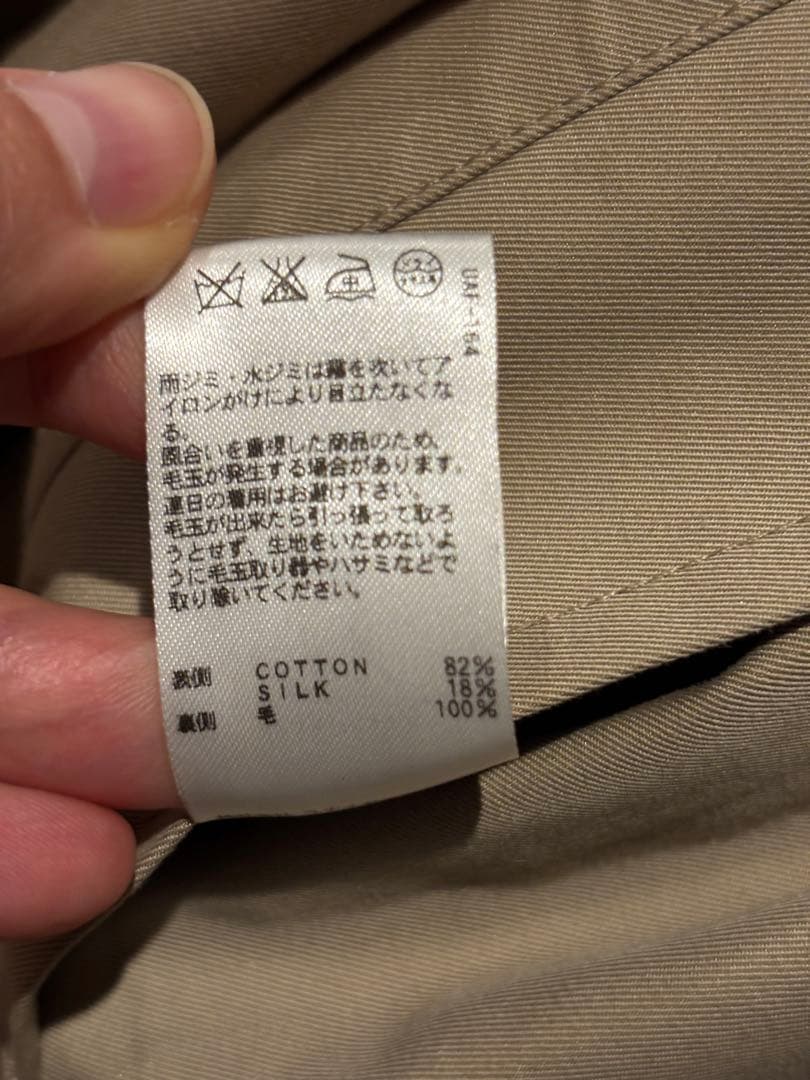 中
UAF-164
雨ジミ・水ジミは霧を吹いてア
イロンがけにより目立たなくな
る。
風合いを重視した商品のため、
毛玉が発生する場合があります。
連日の着用はお避け下さい。
毛玉が出来たら引っ張って取ろ
うとせず、生地をいためないよ
うに毛玉取り器やハサミなどで
取り除いてください。
表側 COTTON 82%
SILK 18%
裏側 毛 100%